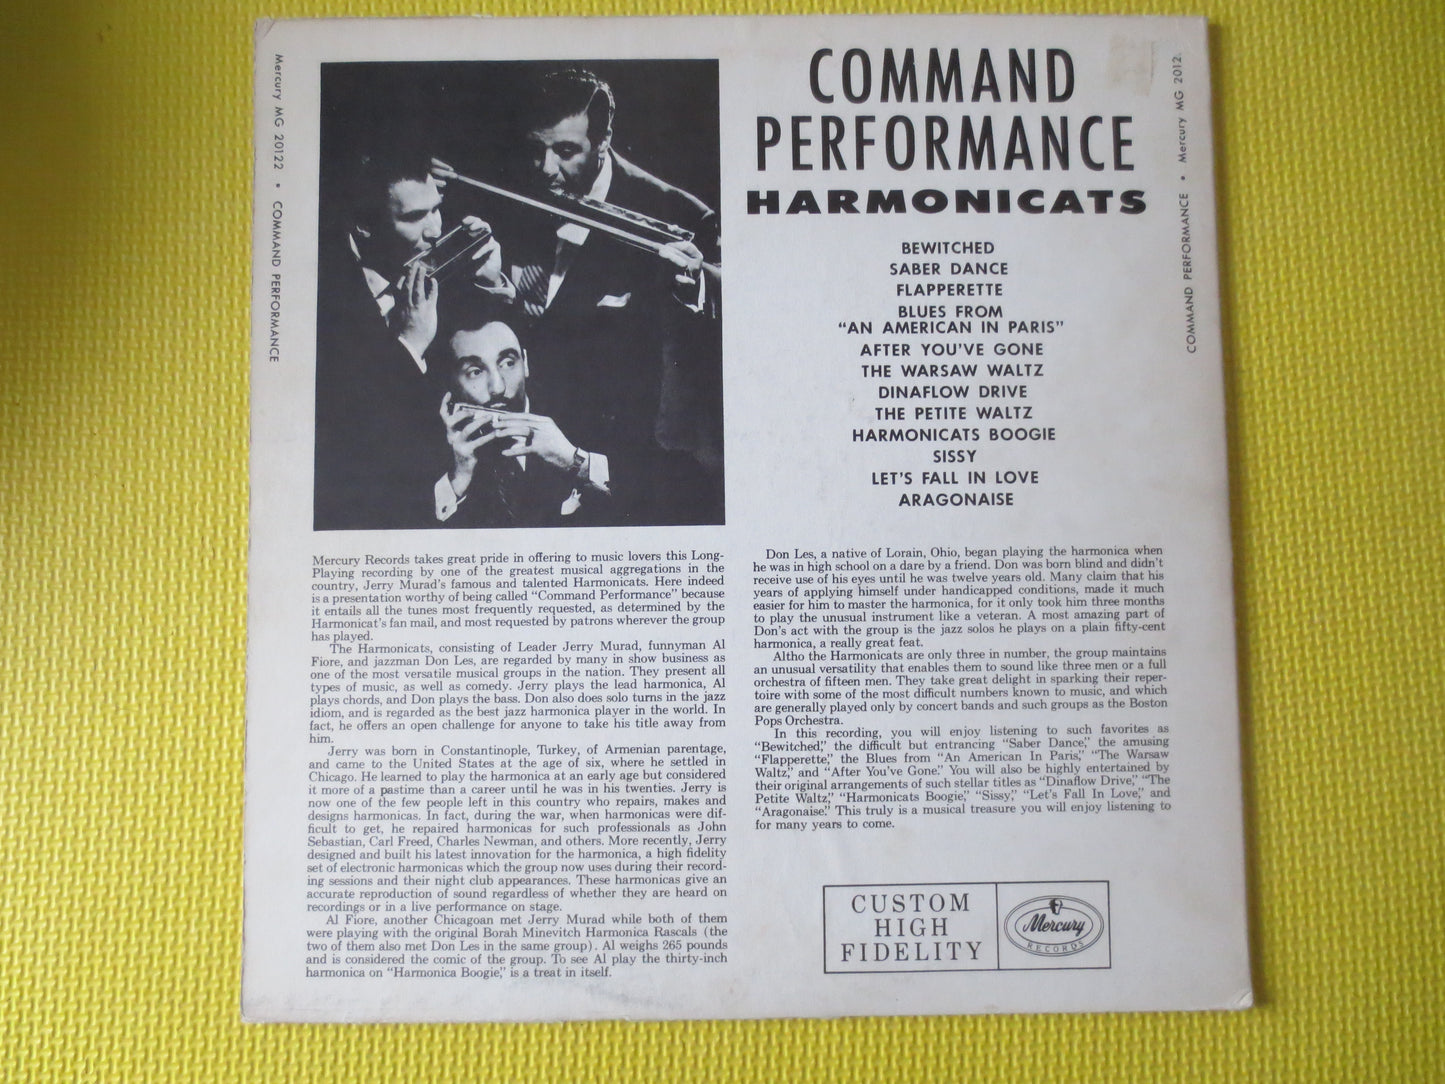 Mercury MG 20122 • COMMAND PERFORMANCE
COMMAND
PERFORMANCE
HARMONICATS
BEWITCHED
SABER DANCE
FLAPPERETTE
BLUES FROM
“AN AMERICAN IN PARIS”
AFTER YOU’VE GONE
THE WARSAW WALTZ
DINAFLOW DRIVE
THE PETITE WALTZ
HARMONICATS BOOGIE
SISSY
LET’S FALL IN LOVE
ARAGONAISE
COMMAND PERFORMANCE • Mercury MG 2012
Mercury Records takes great pride in offering to music lovers this Long-
Playing recording by one of the greatest musical aggregations in the
country, Jerry Murad’s famous and talented Harmonicats. Here indeed
is a presentation worthy of being called “Command Performance” because
it entails all the tunes most frequently requested, as determined by the
Harmonicat’s fan mail, and most requested by patrons wherever the group
has played.
The Harmonicats, consisting of Leader Jerry Murad, funnyman Al
Fiore, and jazzman Don Les, are regarded by many in show business as
one of the most versatile musical groups in the nation. They present all
types of music, as well as comedy. Jerry plays the lead harmonica, Al
plays chords, and Don plays the bass. Don also does solo turns in the jazz
idiom, and is regarded as the best jazz harmonica player in the world. In
fact, he offers an open challenge for anyone to take his title away from
him.
Jerry was born in Constantinople, Turkey, of Armenian parentage,
and came to the United States at the age of six, where he settled in
Chicago. He learned to play the harmonica at an early age but considered
it more of a pastime than a career until he was in his twenties. Jerry is
now one of the few people left in this country who repairs, makes and
designs harmonicas. In fact, during the war, when harmonicas were dif-
ficult to get, he repaired harmonicas for such professionals as John
Sebastian, Carl Freed, Charles Newman, and others. More recently, Jerry
designed and built his latest innovation for the harmonica, a high fidelity
set of electronic harmonicas which the group now uses during their record-
ing sessions and their night club appearances. These harmonicas give an
accurate reproduction of sound regardless of whether they are heard on
recordings or in a live performance on stage.
Al Fiore, another Chicagoan met Jerry Murad while both of them
were playing with the original Borah Minevitch Harmonica Rascals (the
two of them also met Don Les in the same group). Al weighs 265 pounds
and is considered the comic of the group. To see Al play the thirty-inch
harmonica on “Harmonica Boogie,” is a treat in itself.
Don Les, a native of Lorain, Ohio, began playing the harmonica when
he was in high school on a dare by a friend. Don was born blind and didn’t
receive use of his eyes until he was twelve years old. Many claim that his
years of applying himself under handicapped conditions, made it much
easier for him to master the harmonica, for it only took him three months
to play the unusual instrument like a veteran. A most amazing part of
Don’s act with the group is the jazz solos he plays on a plain fifty-cent
harmonica, a really great feat.
Altho the Harmonicats are only three in number, the group maintains
an unusual versatility that enables them to sound like three men or a full
orchestra of fifteen men. They take great delight in sparking their reper-
toire with some of the most difficult numbers known to music, and which
are generally played only by concert bands and such groups as the Boston
Pops Orchestra.
In this recording, you will enjoy listening to such favorites as
“Bewitched,” the difficult but entrancing “Saber Dance,” the amusing
“Flapperette,” the Blues from “An American In Paris,” “The Warsaw
Waltz,” and “After You’ve Gone.” You will also be highly entertained by
their original arrangements of such stellar titles as “Dinaflow Drive,” “The
Petite Waltz,” “Harmonicats Boogie,” “Sissy,” “Let’s Fall In Love,” and
“Aragonaise.” This truly is a musical treasure you will enjoy listening to
for many years to come.
CUSTOM
HIGH
FIDELITY
Mercury
RECORDS